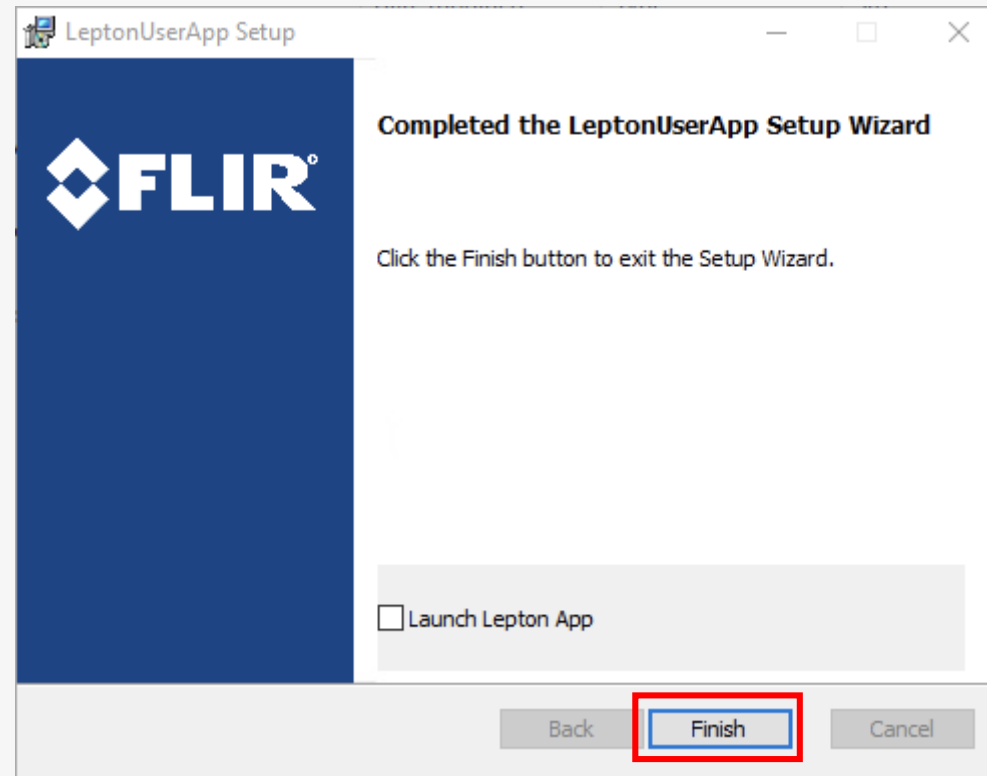 LeptonUserApp Setup
FLIR
Completed the LeptonUserApp Setup Wizard
Click the Finish button to exit the Setup Wizard.
Launch Lepton App
Back
Finish
Cancel